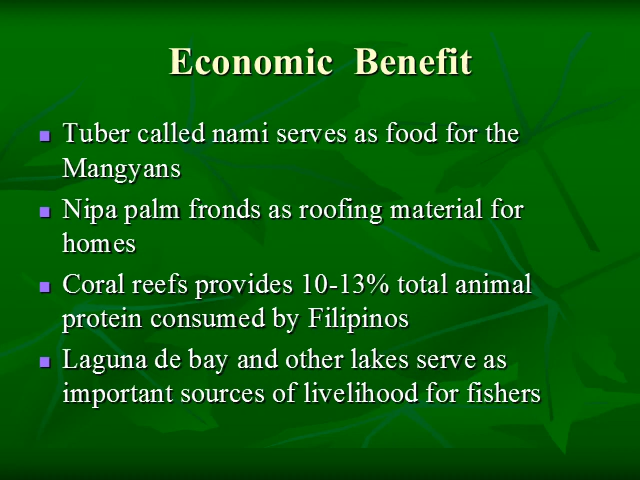 Economic Benefit
Tuber called nami serves as food for the
Mangyans
Nipa palm fronds as roofing material for
homes
Coral reefs provides 10-13% total animal
protein consumed by Filipinos
Laguna de bay and other lakes serve as
important sources of livelihood for fishers